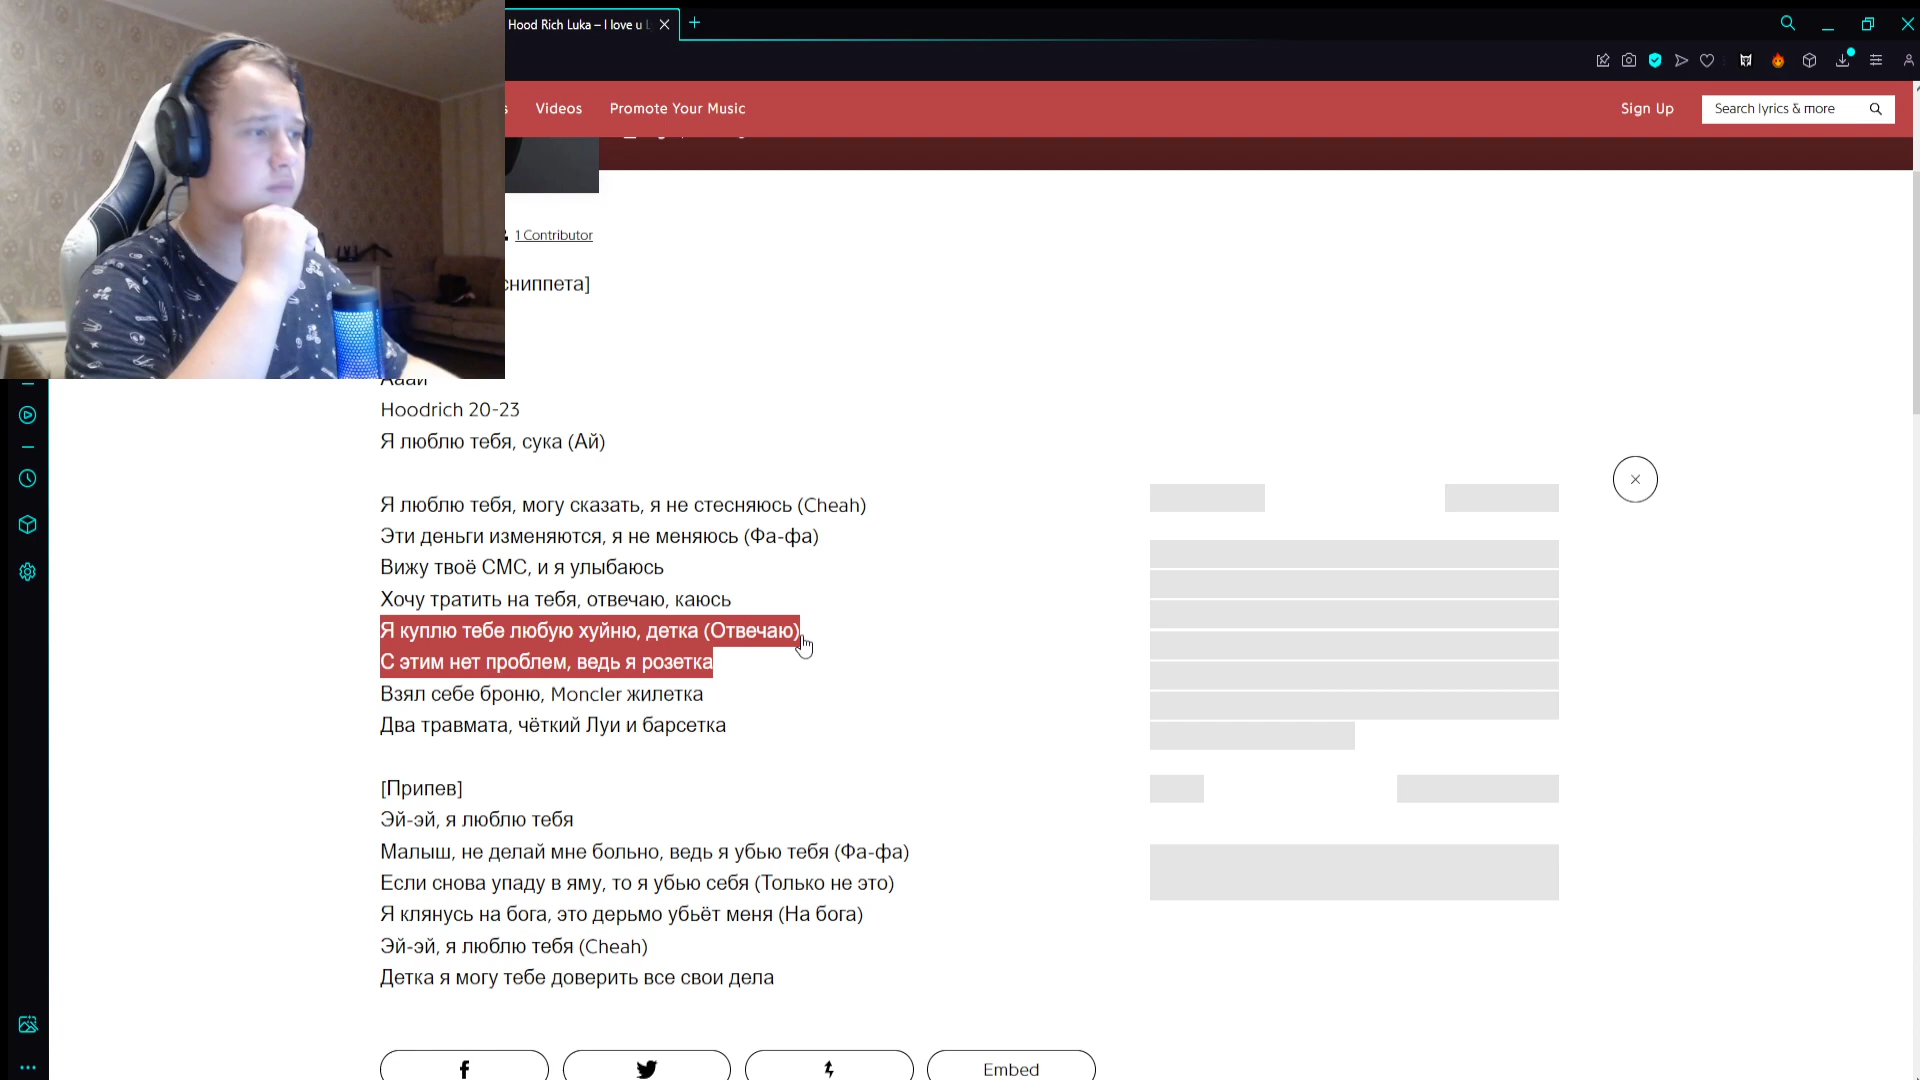 Hood Rich Luka – I love u
Videos
Promote Your Music
Sign Up
Search lyrics & more
1 Contributor
сниппета]
Аааи
Hoodrich 20-23
Я люблю тебя, сука (Ай)
Я люблю тебя, могу сказать, я не стесняюсь (Cheah)
Эти деньги изменяются, я не меняюсь (Фа-фа)
Вижу твоё СМС, и я улыбаюсь
Хочу тратить на тебя, отвечаю, каюсь
Я куплю тебе любую хуйню, детка (Отвечаю)
С этим нет проблем, ведь я розетка
Взял себе броню, Moncler жилетка
Два травмата, чёткий Луи и барсетка
[Припев]
Эй-эй, я люблю тебя
Малыш, не делай мне больно, ведь я убью тебя (Фа-фа)
Если снова упаду в яму, то я убью себя (Только не это)
Я клянусь на бога, это дерьмо убьёт меня (На бога)
Эй-эй, я люблю тебя (Cheah)
Детка я могу тебе доверить все свои дела
Embed